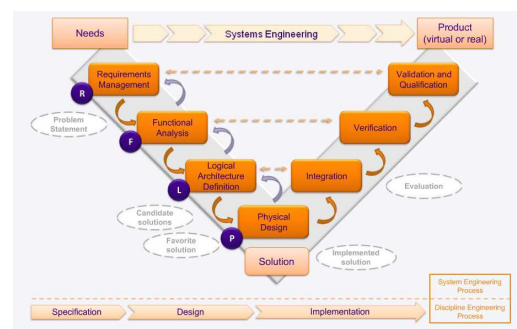 Needs
Systems Engineering
Product
(virtual or real)
Requirements
Management
Validation and
Qualification
R
Problem
Statement
Functional
Analysis
Verification
F
Logical
Architecture
Definition
Integration
L
Evaluation
Candidate
solutions
Physical
Design
Favorite
solution
P
Solution
Implemented
solution
System Engineering
Process
Specification
Design
Implementation
Discipline Engineering
Process